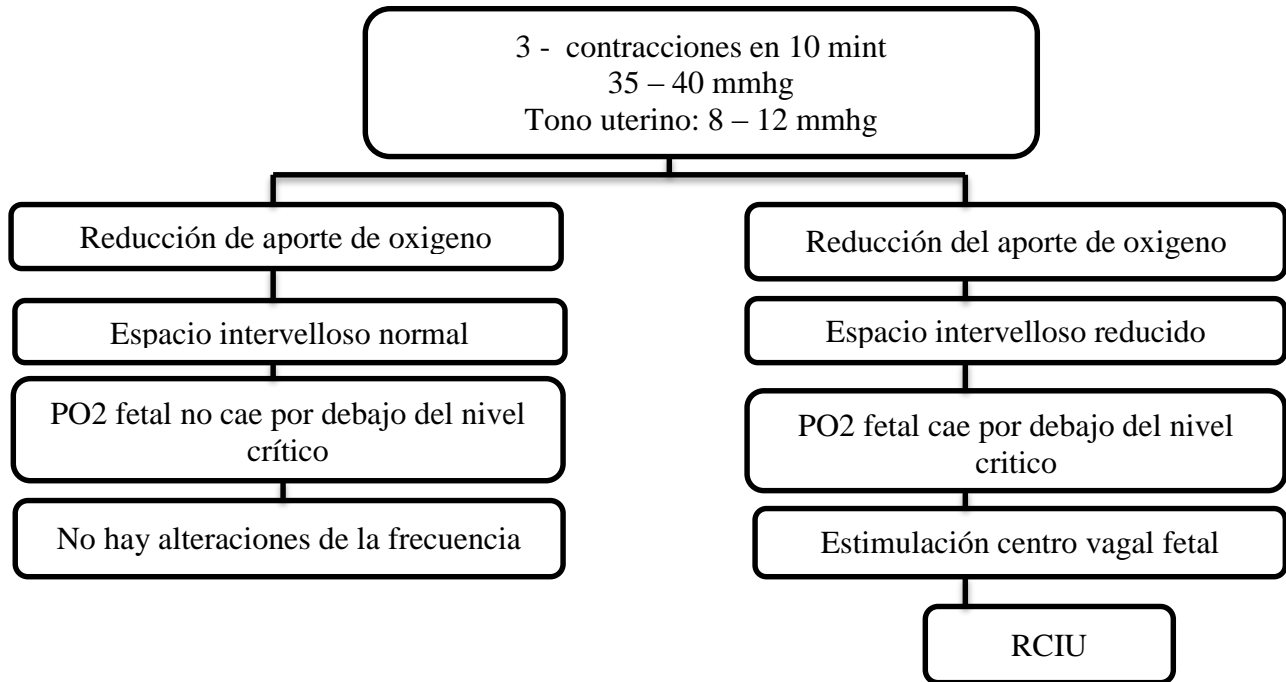 3 - contracciones en 10 mint
35 – 40 mmhg
Tono uterino: 8 – 12 mmhg
Reducción de aporte de oxigeno
Espacio intervelloso normal
PO2 fetal no cae por debajo del nivel
crítico
No hay alteraciones de la frecuencia
Reducción del aporte de oxigeno
Espacio intervelloso reducido
PO2 fetal cae por debajo del nivel
critico
Estimulación centro vagal fetal
RCIU